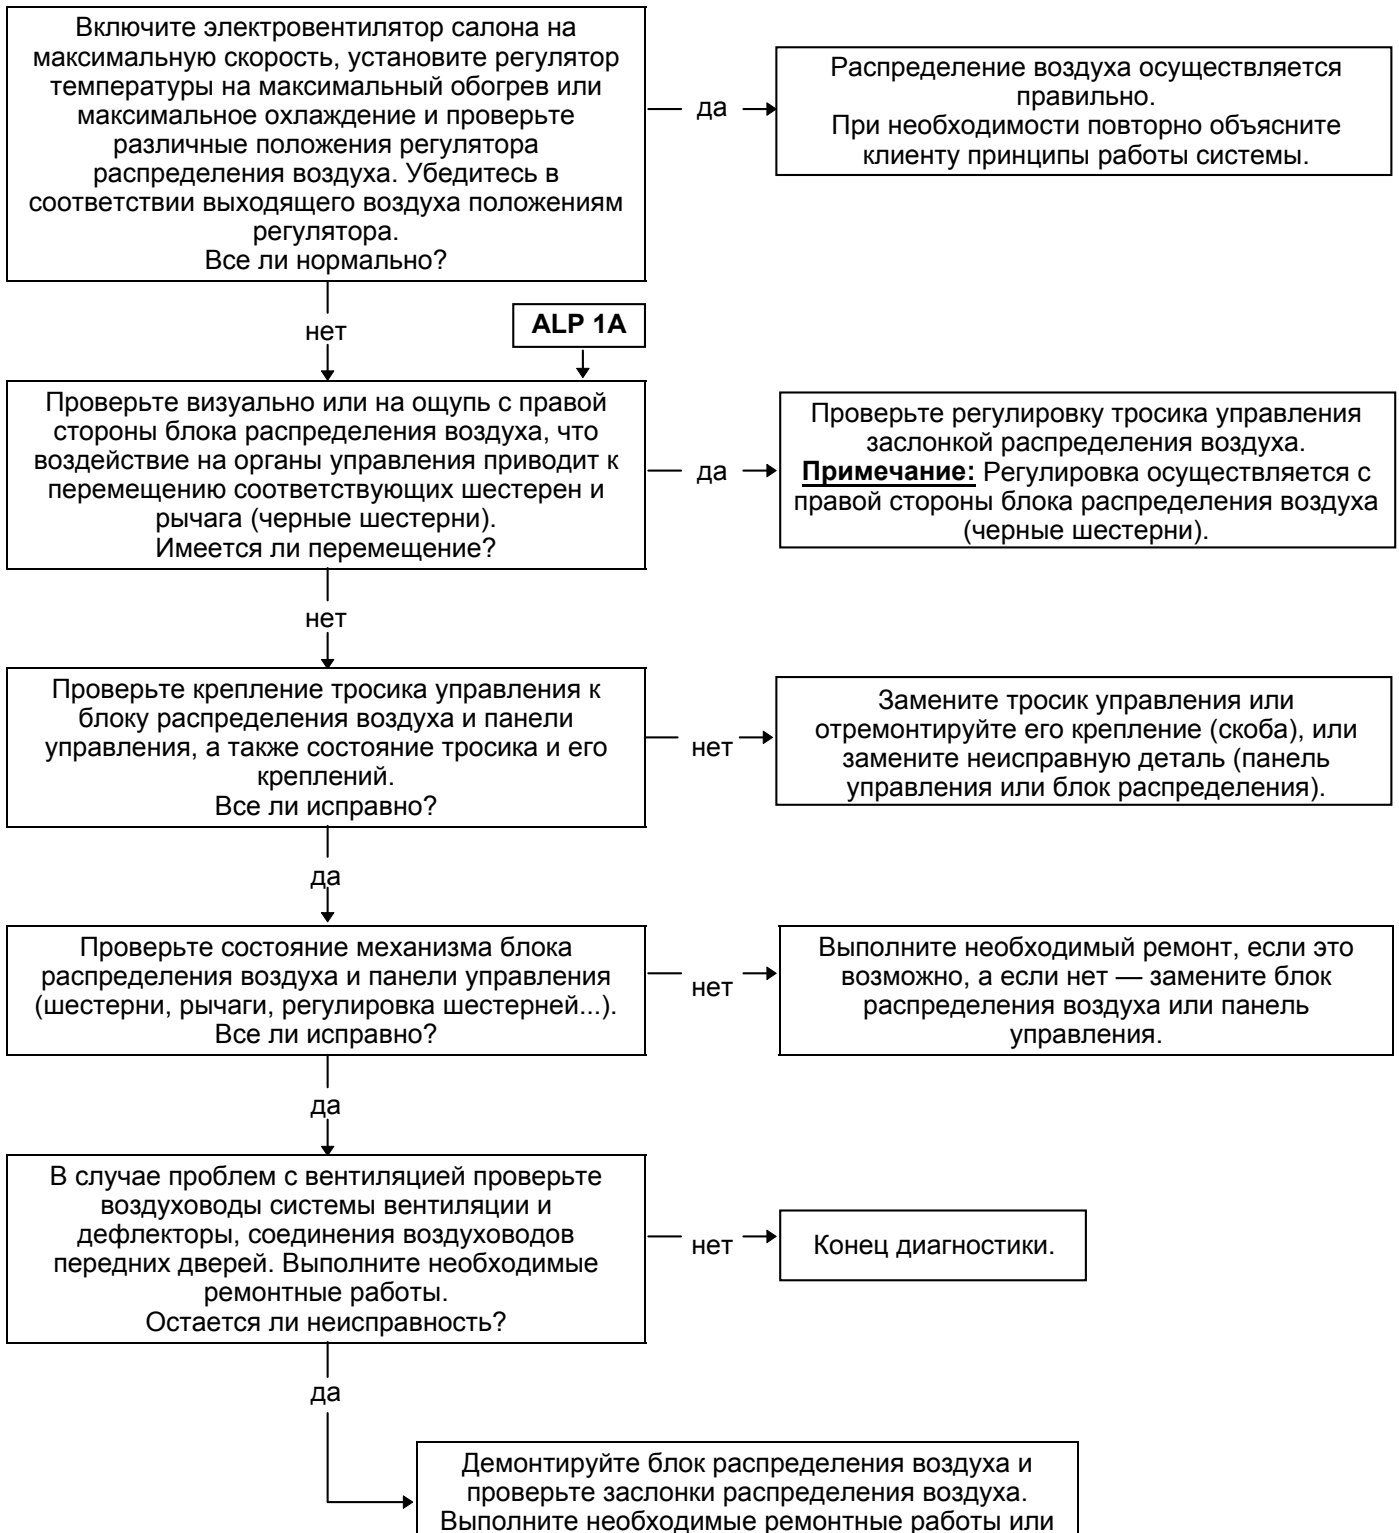 Включите электровентилятор салона на
максимальную скорость, установите регулятор
температуры на максимальный обогрев или
максимальное охлаждение и проверьте
различные положения регулятора
распределения воздуха. Убедитесь в
соответствии выходящего воздуха положениям
регулятора.
Все ли нормально?
да
Распределение воздуха осуществляется
правильно.
При необходимости повторно объясните
клиенту принципы работы системы.
нет
ALP 1A
Проверьте визуально или на ощупь с правой
стороны блока распределения воздуха, что
воздействие на органы управления приводит к
перемещению соответствующих шестерен и
рычага (черные шестерни).
Имеется ли перемещение?
да
Проверьте регулировку тросика управления
заслонкой распределения воздуха.
Примечание: Регулировка осуществляется с
правой стороны блока распределения воздуха
(черные шестерни).
нет
Проверьте крепление тросика управления к
блоку распределения воздуха и панели
управления, а также состояние тросика и его
креплений.
Все ли исправно?
нет
Замените тросик управления или
отремонтируйте его крепление (скоба), или
замените неисправную деталь (панель
управления или блок распределения).
да
Проверьте состояние механизма блока
распределения воздуха и панели управления
(шестерни, рычаги, регулировка шестерней...).
Все ли исправно?
нет
Выполните необходимый ремонт, если это
возможно, а если нет — замените блок
распределения воздуха или панель
управления.
да
В случае проблем с вентиляцией проверьте
воздуховоды системы вентиляции и
дефлекторы, соединения воздуховодов
передних дверей. Выполните необходимые
ремонтные работы.
Остается ли неисправность?
нет
Конец диагностики.
да
Демонтируйте блок распределения воздуха и
проверьте заслонки распределения воздуха.
Выполните необходимые ремонтные работы или